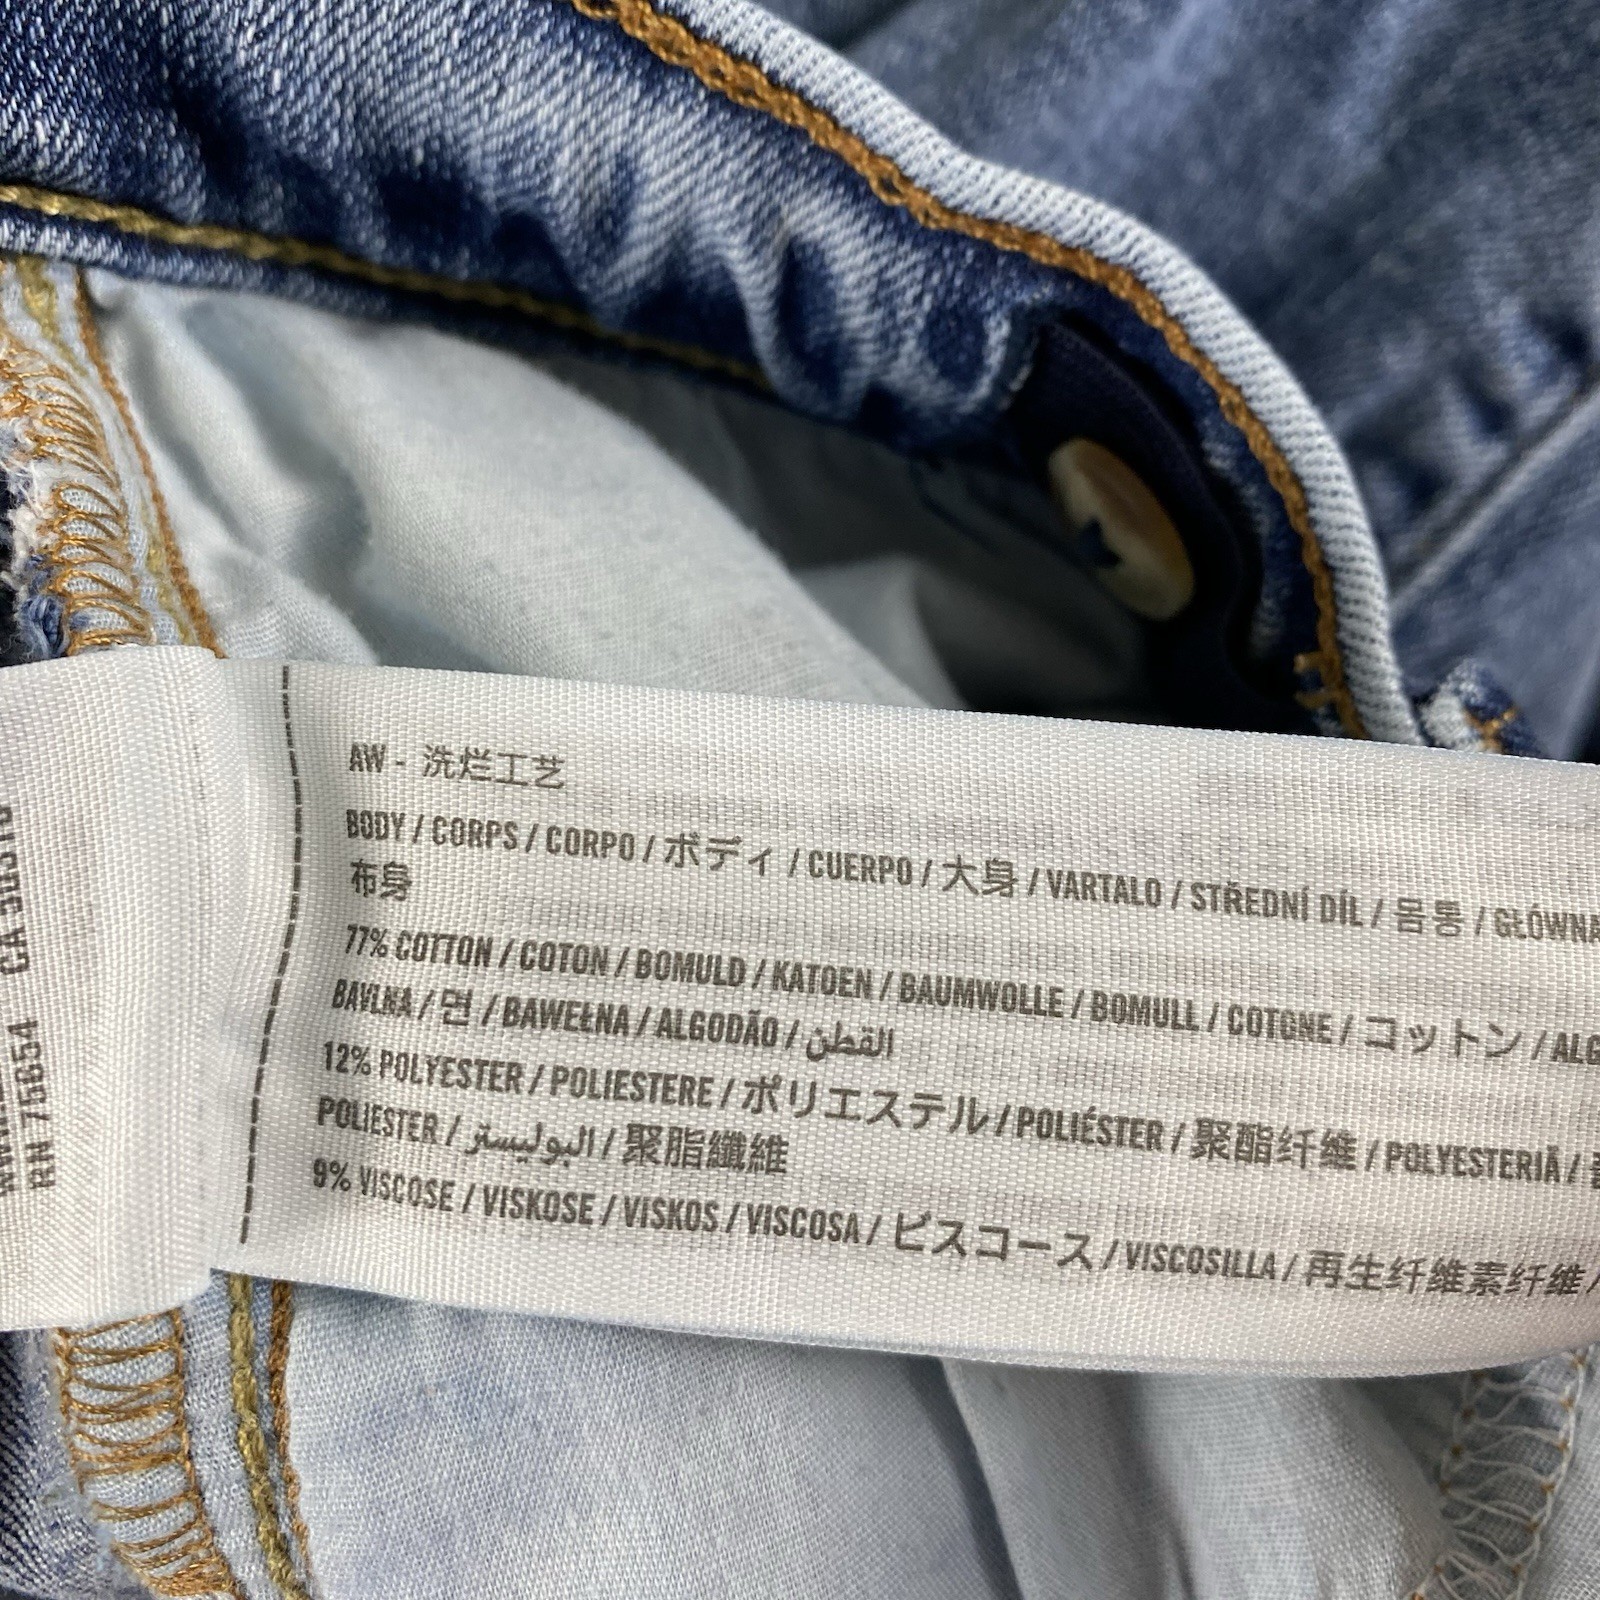 AW - 洗烂工艺
BODY / CORPS / CORPO / ボディ / CUERPO / 大身 / VARTALO / STŘEDNÍ DÍL / 몸통 / GŁÓWNA
布身
77% COTTON / COTON / BOMULD / KATOEN / BAUMWOLLE / BOMULL / COTONE / コットン / ALG
BAVLNA / 면 / BAWEŁNA / ALGODÃO / القطن
12% POLYESTER / POLIESTERE / ポリエステル / POLIÉSTER / 聚酯纤维 / POLYESTERIÄ /
POLIESTER / البوليستر / 聚脂纖維
9% VISCOSE / VISKOSE / VISKOS / VISCOSA / ビスコース / VISCOSILLA / 再生纤维素纤维 /
RN 75654